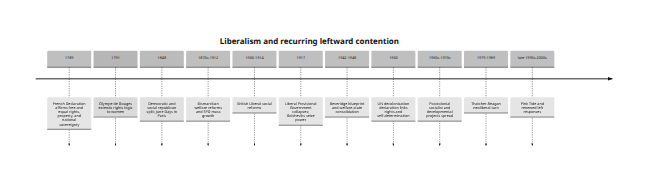 Liberalism and recurring leftward contention
1789
1791
1848
1870s-1912
1906-1914
1917
1942-1948
1960
1960s-1970s
1979-1989
late 1990s-2000s
French Declaration
affirms free and
equal rights,
property, and
national
sovereignty
Olympe de Gouges
extends rights logic
to women
Democratic and
social republics
split; June Days in
Paris
Bismarckian
welfare and SPD mass
growth
British Liberal social
reforms
Liberal Provisional
Government
collapses;
Bolsheviks seize
power
Beveridge blueprint
and welfare state
consolidation
UN decolonization
declaration links
rights and
self-determination
Postcolonial
socialist and
developmental
projects spread
Thatcher-Reagan
neoliberal turn
Pink Tide and
renewed left
responses